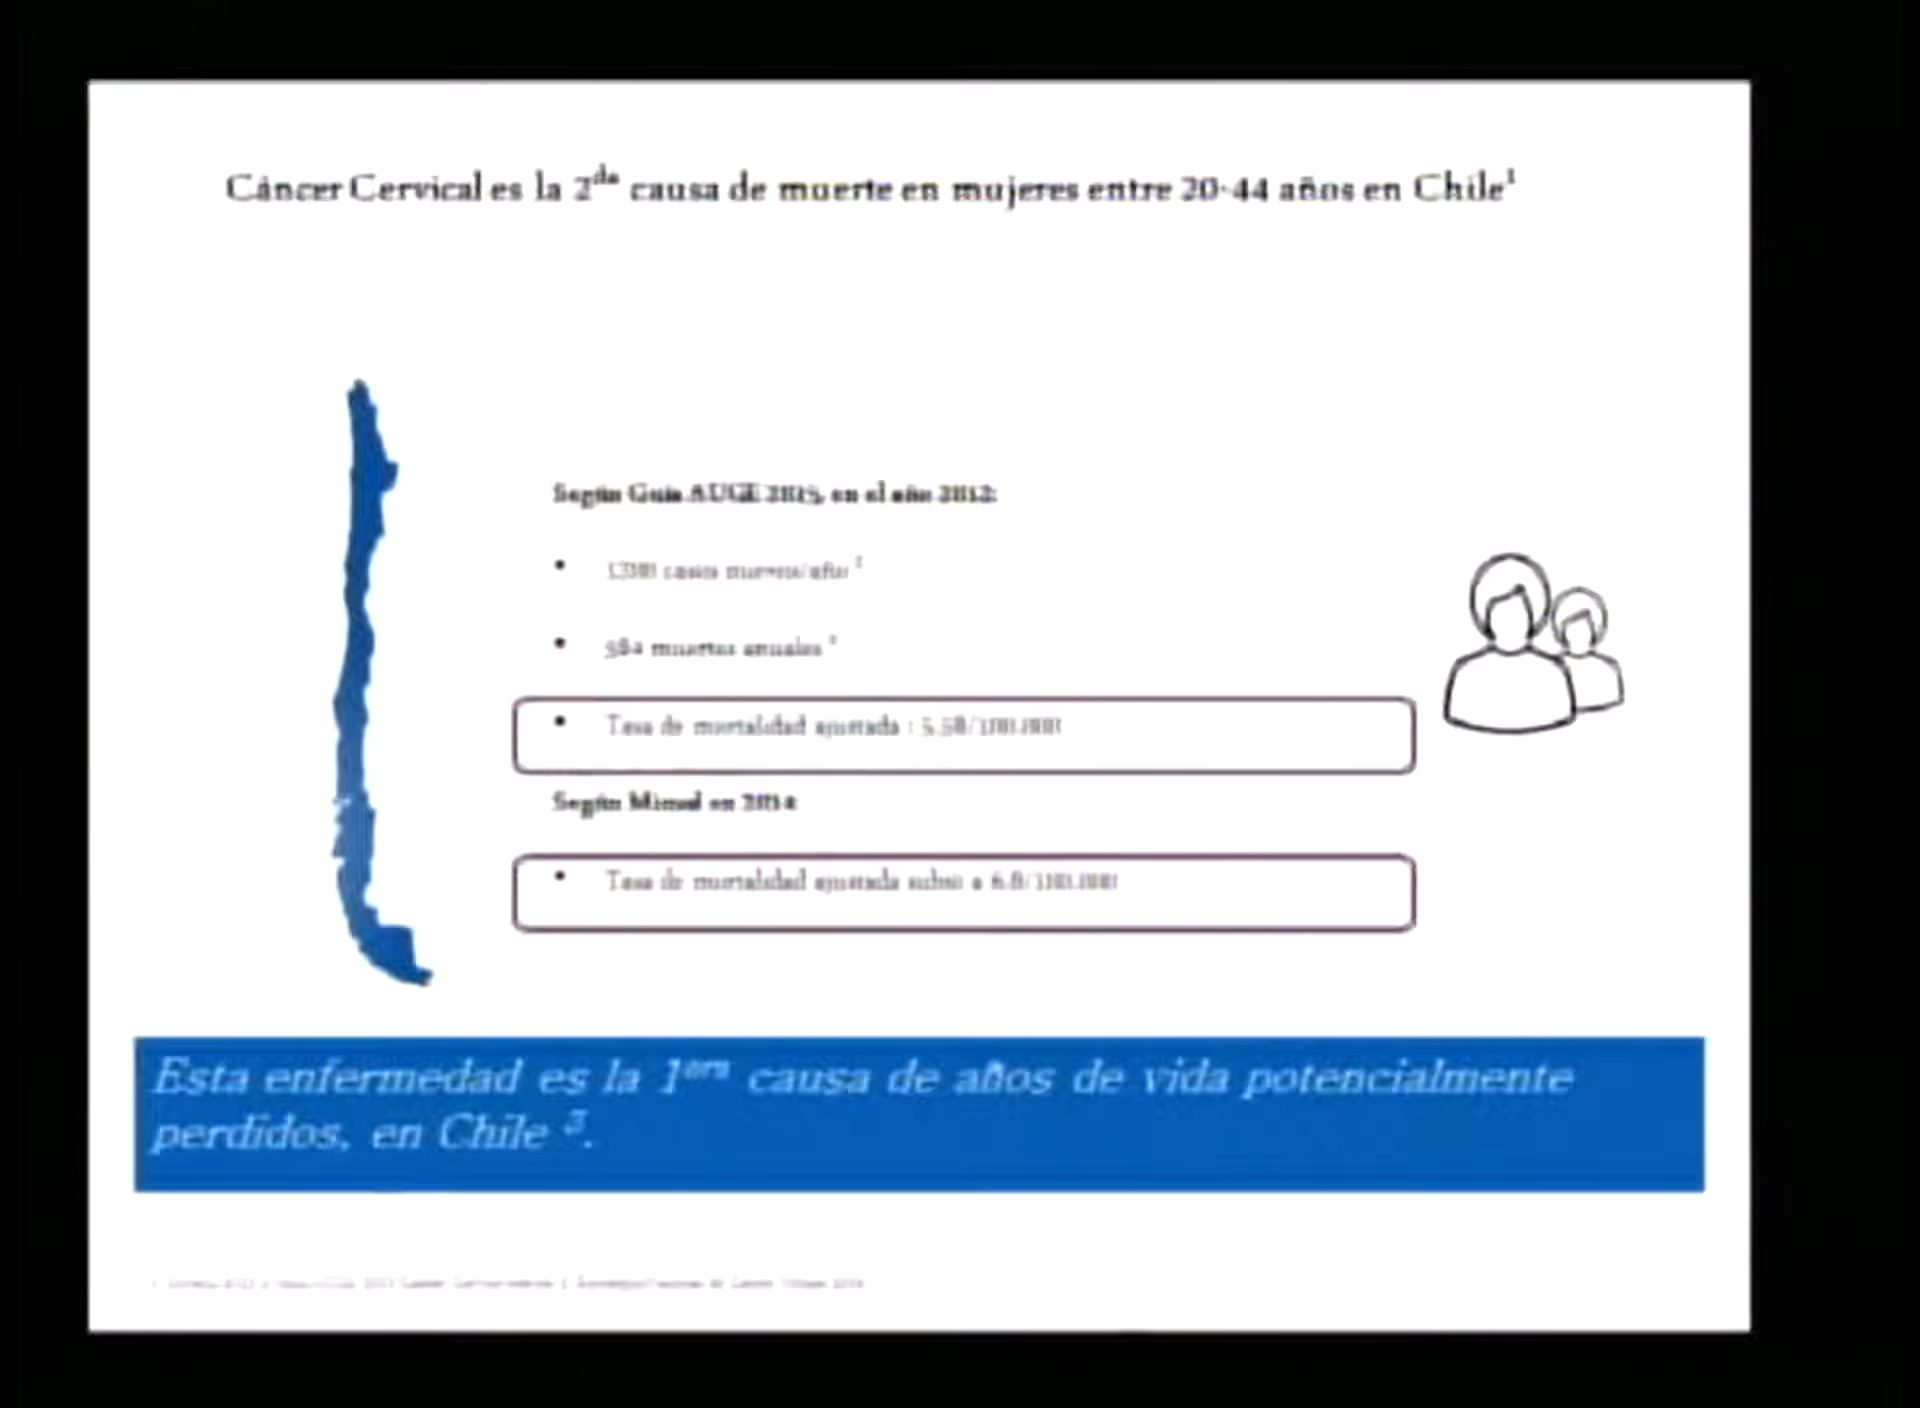 Cáncer Cervical es la 2da causa de muerte en mujeres entre 20-44 años en Chile1
Según Guía AUGE 2015, en el año 2012:
casos nuevos/año 2
584 muertes anuales 2
Tasa de mortalidad ajustada : 5.58/100.000
Según Minsal en 2014
Tasa de mortalidad ajustada subió a 6.0/100.000
Esta enfermedad es la 1era causa de años de vida potencialmente
perdidos, en Chile 3.